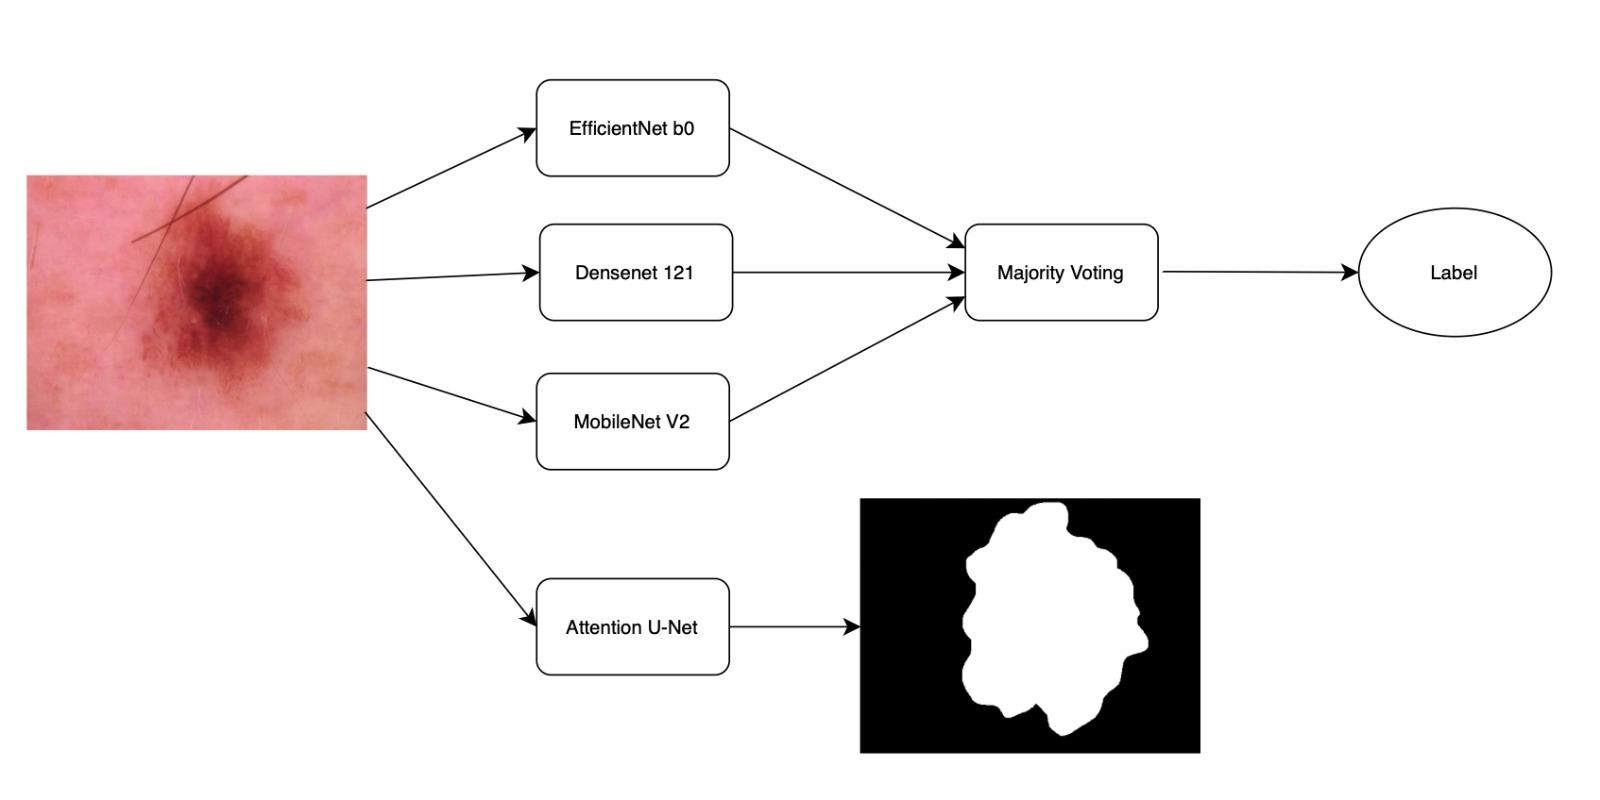 EfficientNet b0
Densenet 121
Majority Voting
Label
MobileNet V2
Attention U-Net